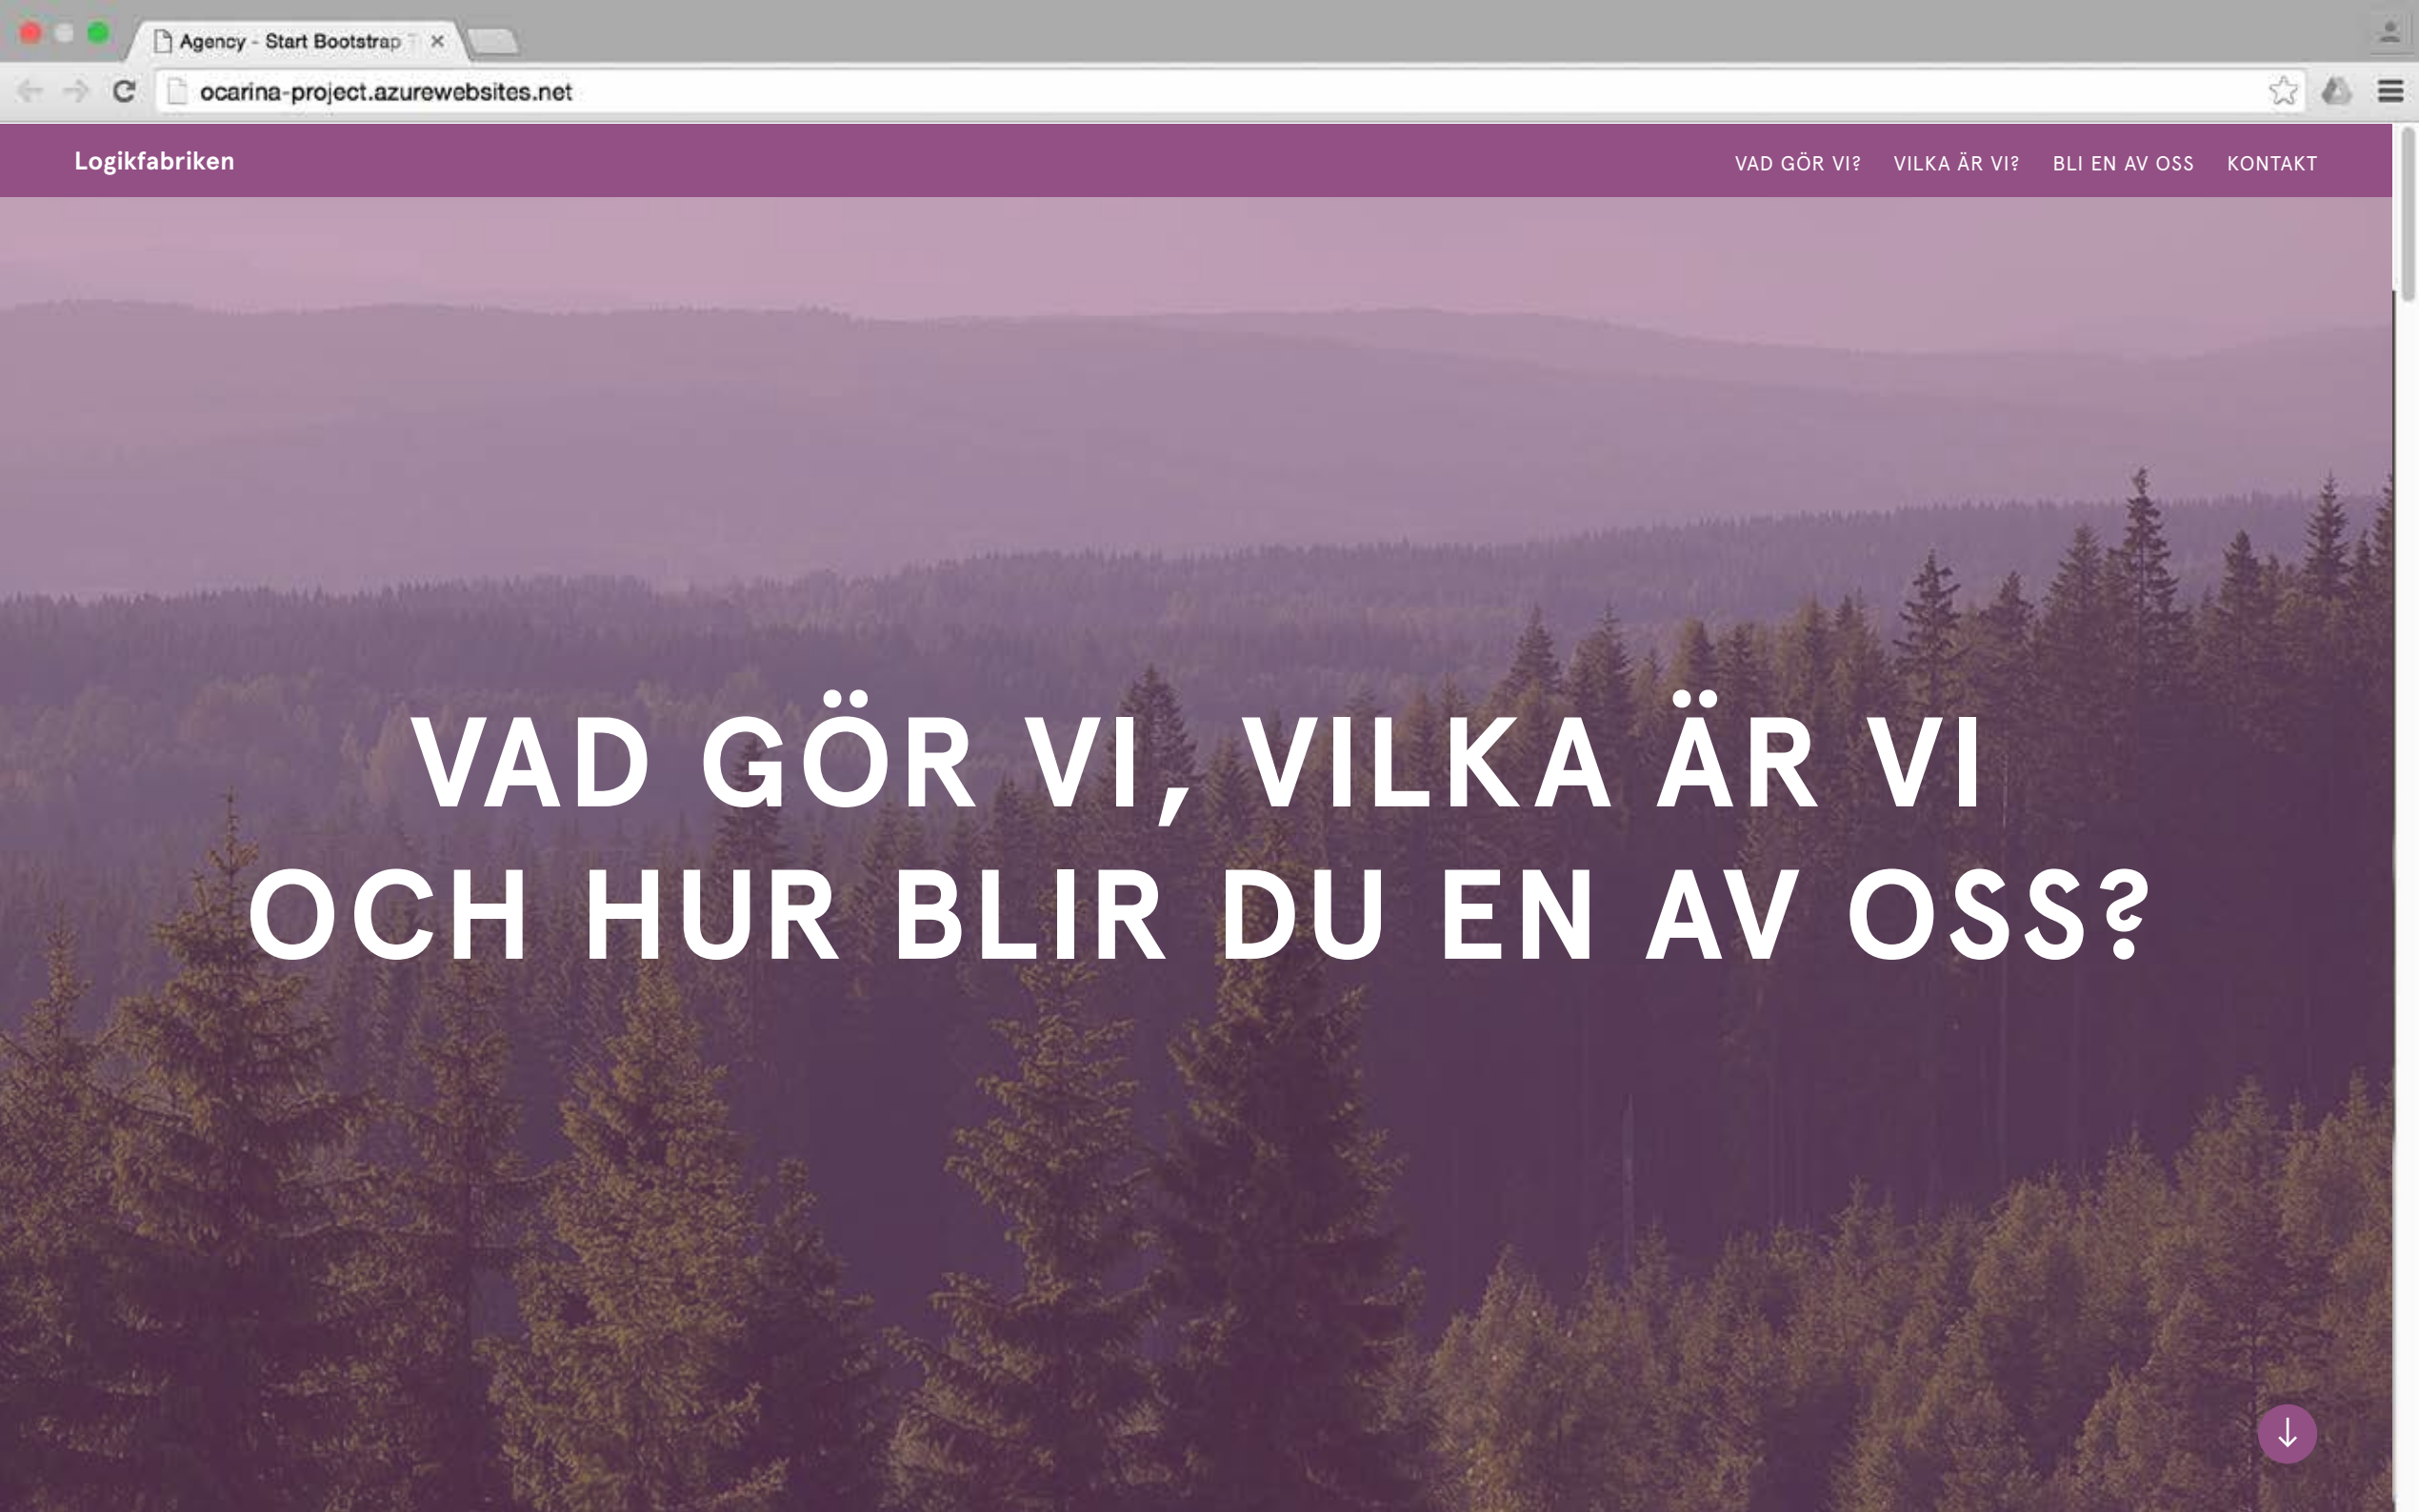 Agency - Start Bootstrap
ocarina-project.azurewebsites.net
Logikfabriken
VAD GÖR VI? VILKA ÄR VI? BLI EN AV OSS KONTAKT
VAD GÖR VI, VILKA ÄR VI
OCH HUR BLIR DU EN AV OSS?